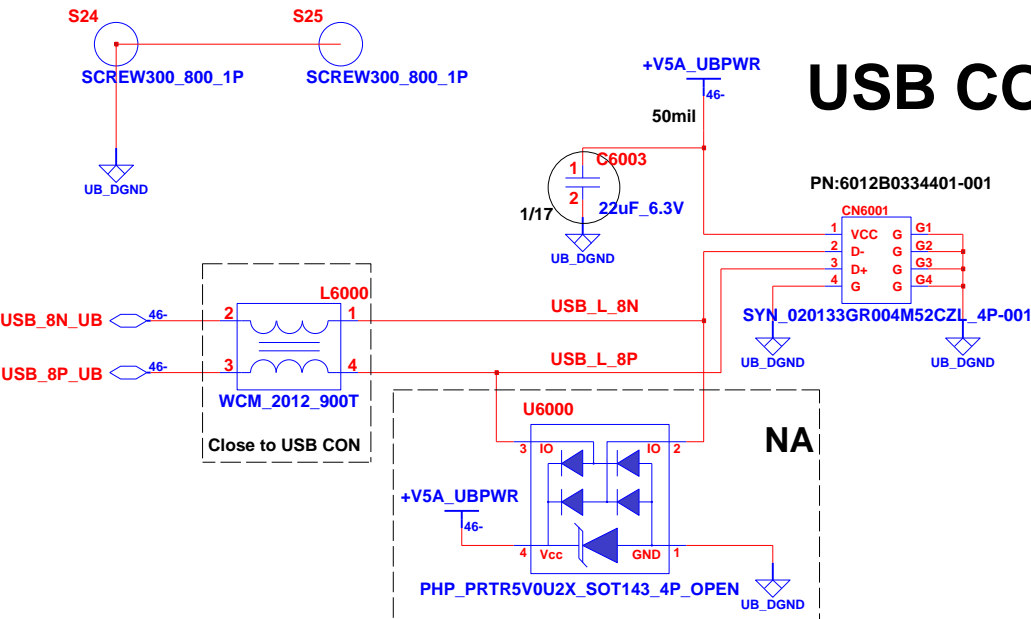 S24
S25
SCREW300_800_1P
SCREW300_800_1P
UB_DGND
+V5A_UBPWR
46-
50mil
USB CO
C6003
1
2
22uF_6.3V
1/17
UB_DGND
PN:6012B0334401-001
CN6001
1 VCC G G1
2 D- G G2
3 D+ G G3
4 G G G4
SYN_020133GR004M52CZL_4P-001
UB_DGND
UB_DGND
L6000
USB_8N_UB 46- 2 1 USB_L_8N
USB_8P_UB 46- 3 4 USB_L_8P
WCM_2012_900T
Close to USB CON
U6000
NA
3 IO IO 2
+V5A_UBPWR
46-
4 Vcc GND 1
PHP_PRTR5V0U2X_SOT143_4P_OPEN
UB_DGND